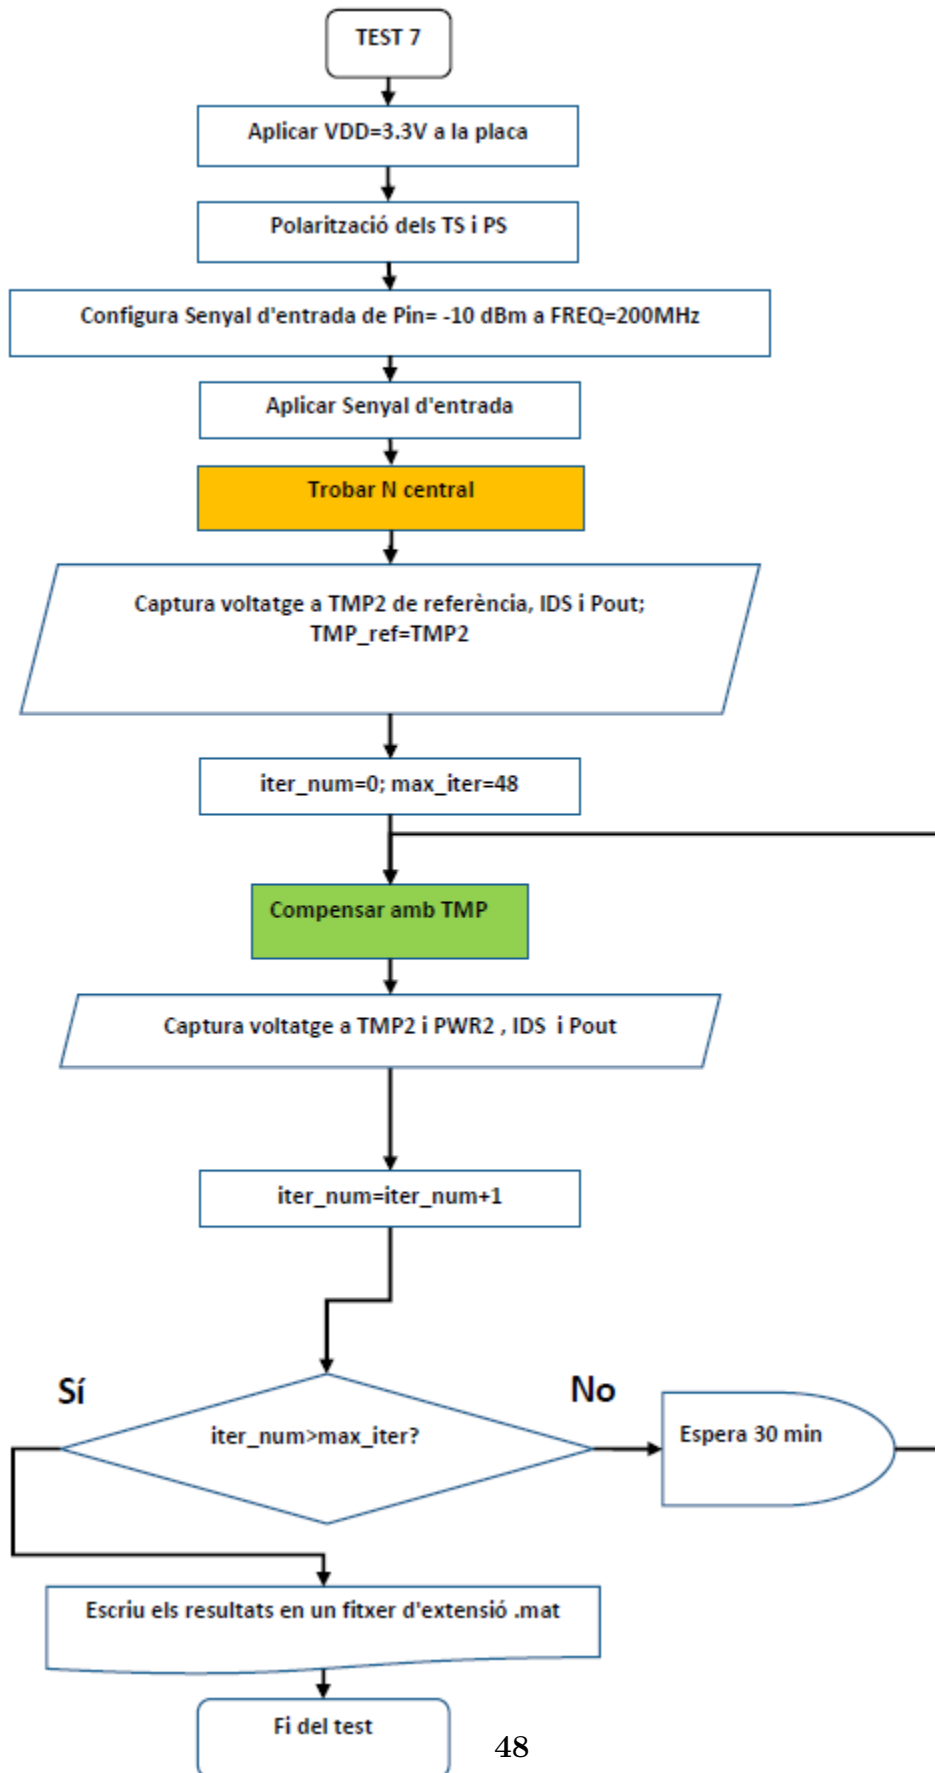 TEST 7
Aplicar VDD=3.3V a la placa
Polarització dels TS i PS
Configura Senyal d'entrada de Pin= -10 dBm a FREQ=200MHz
Aplicar Senyal d'entrada
Trobar N central
Captura voltatge a TMP2 de referència, IDS i Pout;
TMP_ref=TMP2
iter_num=0; max_iter=48
Compensar amb TMP
Captura voltatge a TMP2 i PWR2 , IDS i Pout
iter_num=iter_num+1
Sí
No
iter_num>max_iter?
Espera 30 min
Escriu els resultats en un fitxer d'extensió .mat
Fi del test
48